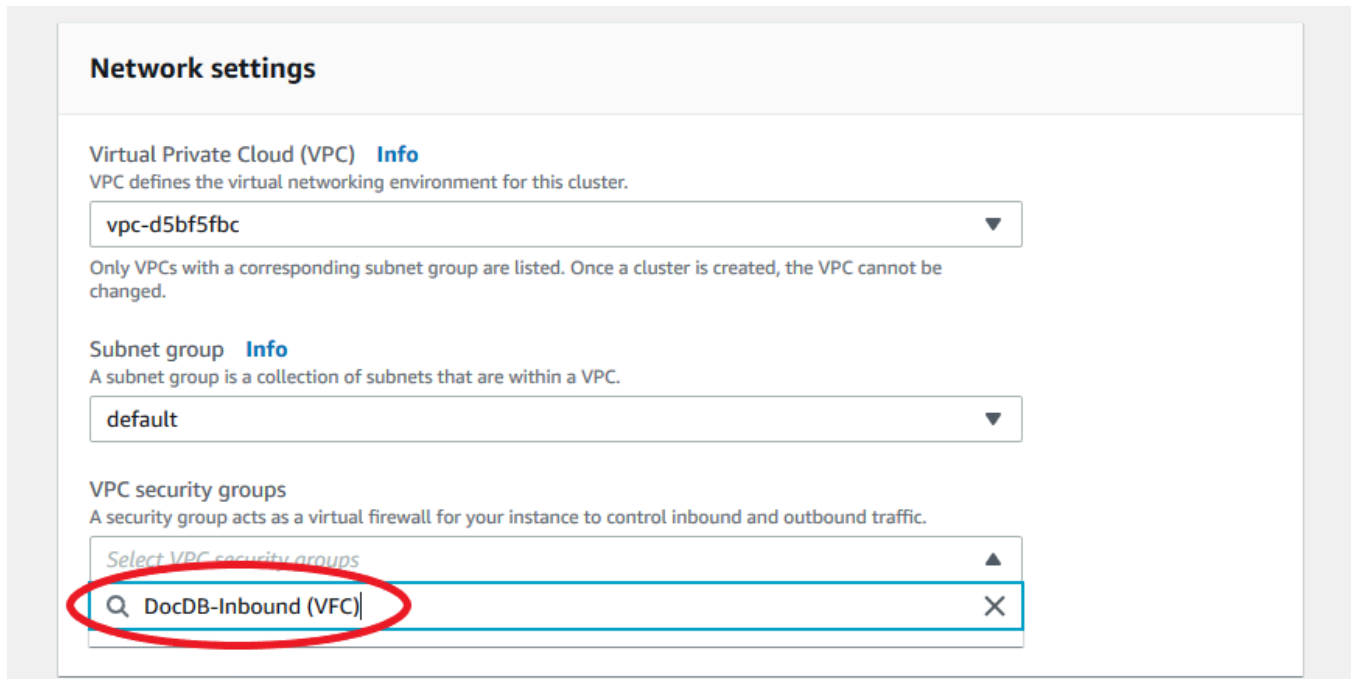 Network settings
Virtual Private Cloud (VPC) Info
VPC defines the virtual networking environment for this cluster.
vpc-d5bf5fbc
Only VPCs with a corresponding subnet group are listed. Once a cluster is created, the VPC cannot be
changed.
Subnet group Info
A subnet group is a collection of subnets that are within a VPC.
default
VPC security groups
A security group acts as a virtual firewall for your instance to control inbound and outbound traffic.
Select VPC security groups
DocDB-Inbound (VFC)